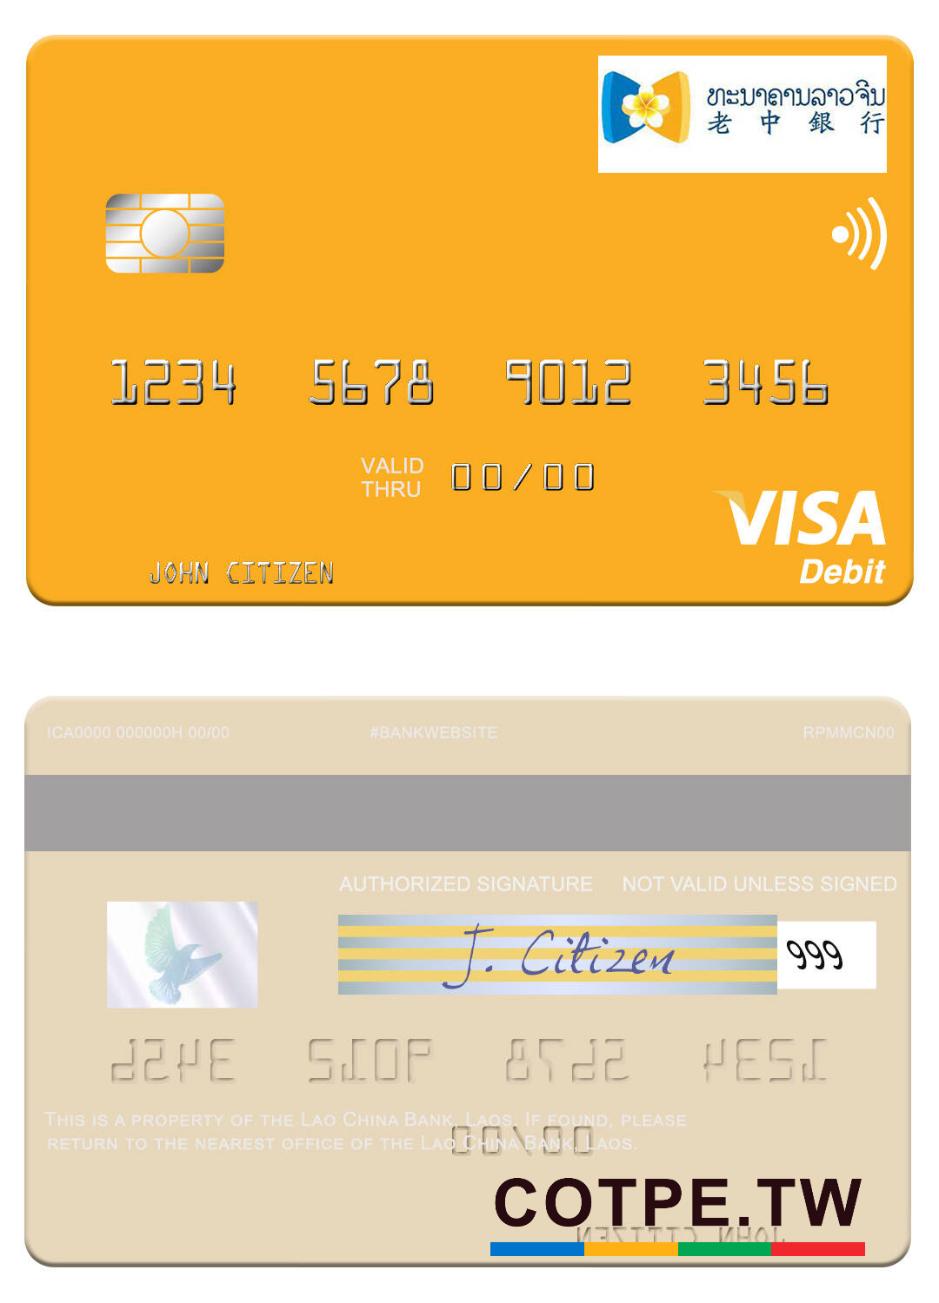 ທະນາຄານລາວຈີນ
老中銀行
1234 5678 9012 3456
VALID THRU 00/00
VISA
Debit
JOHN CITIZEN
ICA0000 000000H 00/00 #BANKWEBSITE RPMMCN00
AUTHORIZED SIGNATURE NOT VALID UNLESS SIGNED
J. Citizen 999
THIS IS A PROPERTY OF THE LAO CHINA BANK, LAOS. IF FOUND, PLEASE
RETURN TO THE NEAREST OFFICE OF THE LAO CHINA BANK, LAOS.
COTPE.TW